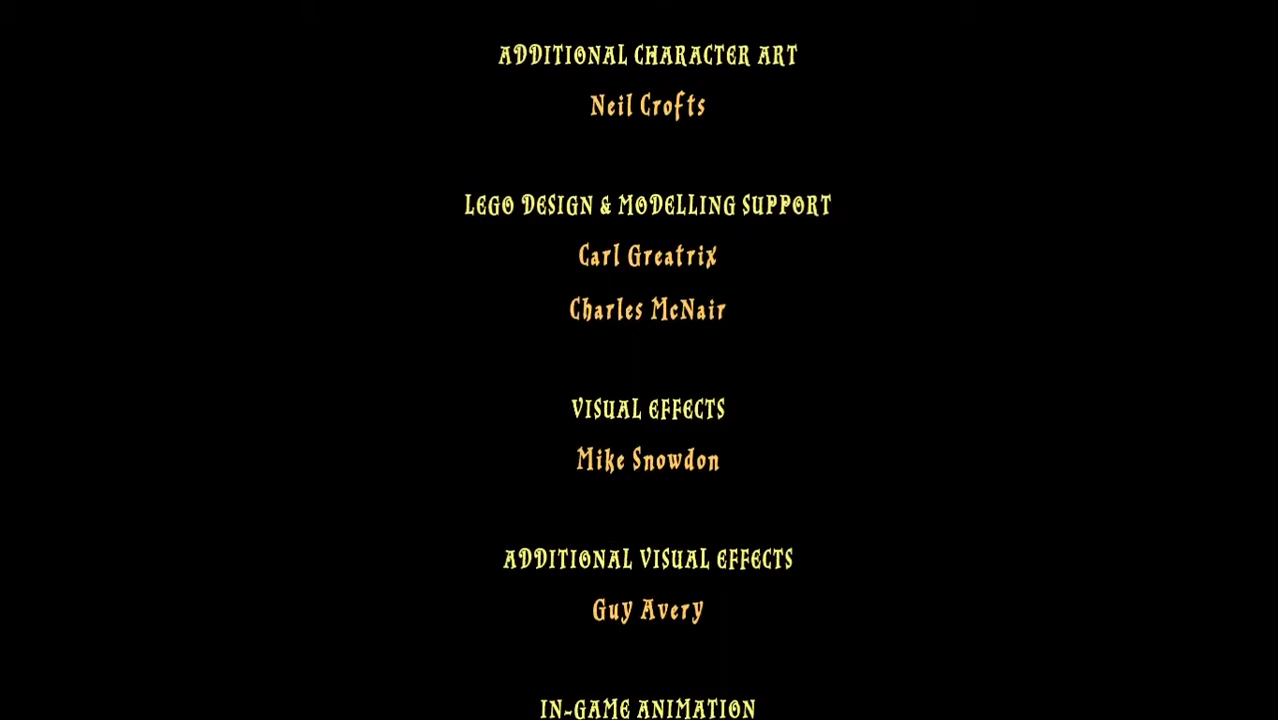 ADDITIONAL CHARACTER ART
Neil Crofts
LEGO DESIGN & MODELLING SUPPORT
Carl Greatrix
Charles McNair
VISUAL EFFECTS
Mike Snowdon
ADDITIONAL VISUAL EFFECTS
Guy Avery
IN-GAME ANIMATION